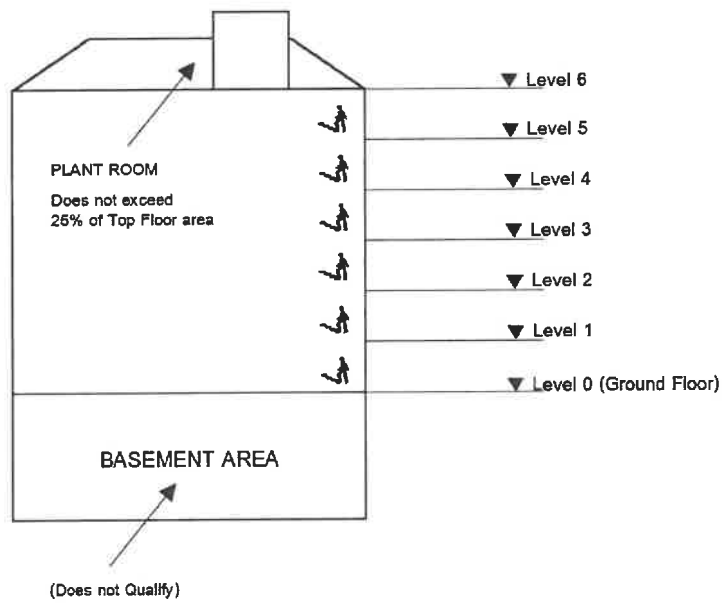 Level 6
Level 5
PLANT ROOM
Does not exceed
25% of Top Floor area
Level 4
Level 3
Level 2
Level 1
Level 0 (Ground Floor)
BASEMENT AREA
(Does not Qualify)